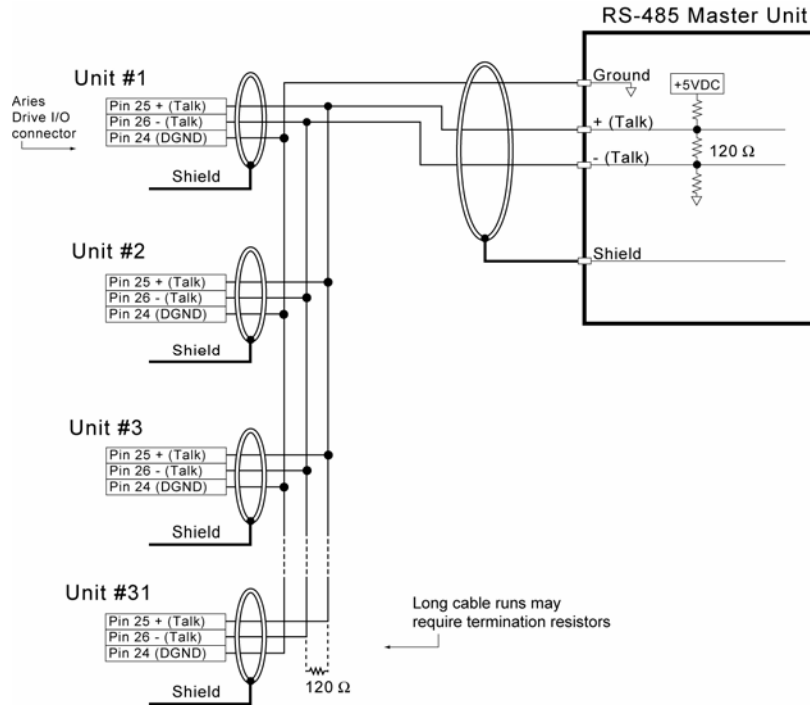 RS-485 Master Unit
Ground
+5VDC
+ (Talk)
120 Ω
- (Talk)
Shield
Aries
Drive I/O
connector
Unit #1
Pin 25 + (Talk)
Pin 26 - (Talk)
Pin 24 (DGND)
Shield
Unit #2
Pin 25 + (Talk)
Pin 26 - (Talk)
Pin 24 (DGND)
Shield
Unit #3
Pin 25 + (Talk)
Pin 26 - (Talk)
Pin 24 (DGND)
Shield
Unit #31
Pin 25 + (Talk)
Pin 26 - (Talk)
Pin 24 (DGND)
Shield
120 Ω
Long cable runs may
require termination resistors